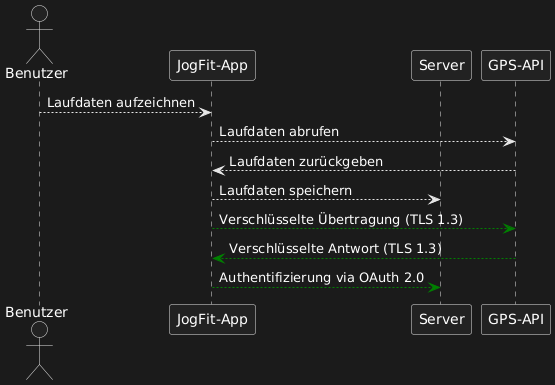 Benutzer
JogFit-App
Server
GPS-API
Laufdaten aufzeichnen
Laufdaten abrufen
Laufdaten zurückgeben
Laufdaten speichern
Verschlüsselte Übertragung (TLS 1.3)
Verschlüsselte Antwort (TLS 1.3)
Authentifizierung via OAuth 2.0
Benutzer
JogFit-App
Server
GPS-API